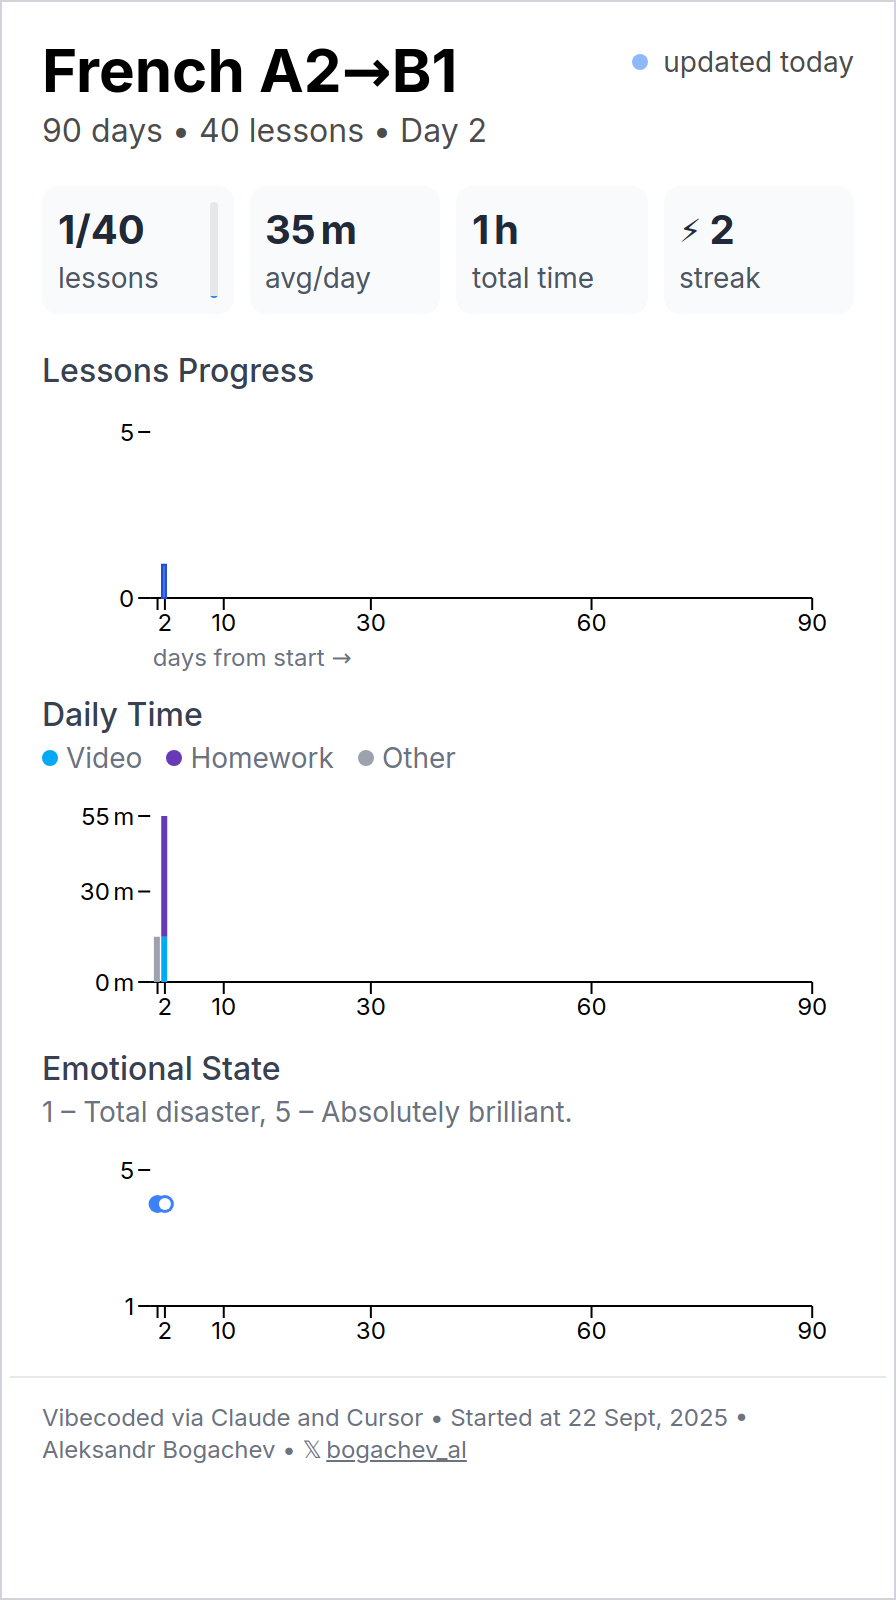 French A2→B1
updated today
90 days • 40 lessons • Day 2
1/40
lessons
35 m
avg/day
1 h
total time
⚡ 2
streak
Lessons Progress
5
0
2 10 30 60 90
days from start →
Daily Time
Video Homework Other
55 m
30 m
0 m
2 10 30 60 90
Emotional State
1 – Total disaster, 5 – Absolutely brilliant.
5
1
2 10 30 60 90
Vibecoded via Claude and Cursor • Started at 22 Sept, 2025 •
Aleksandr Bogachev • 𝕏 bogachev_al